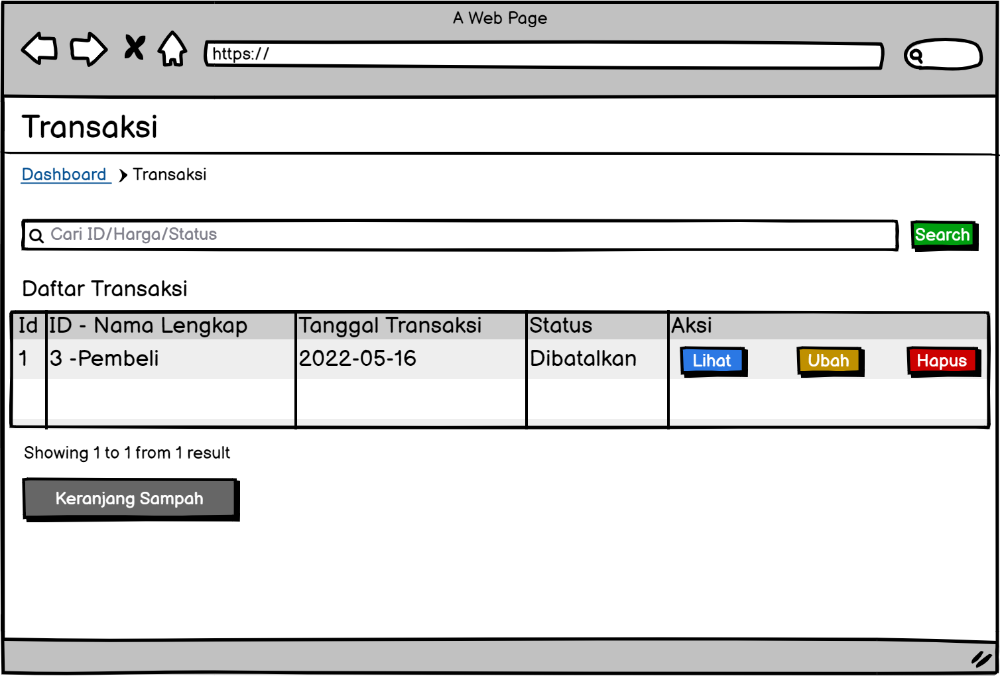 A Web Page
https://
Transaksi
Dashboard Transaksi
Cari ID/Harga/Status Search
Daftar Transaksi
Id ID - Nama Lengkap Tanggal Transaksi Status Aksi
1 3 -Pembeli 2022-05-16 Dibatalkan Lihat Ubah Hapus
Showing 1 to 1 from 1 result
Keranjang Sampah